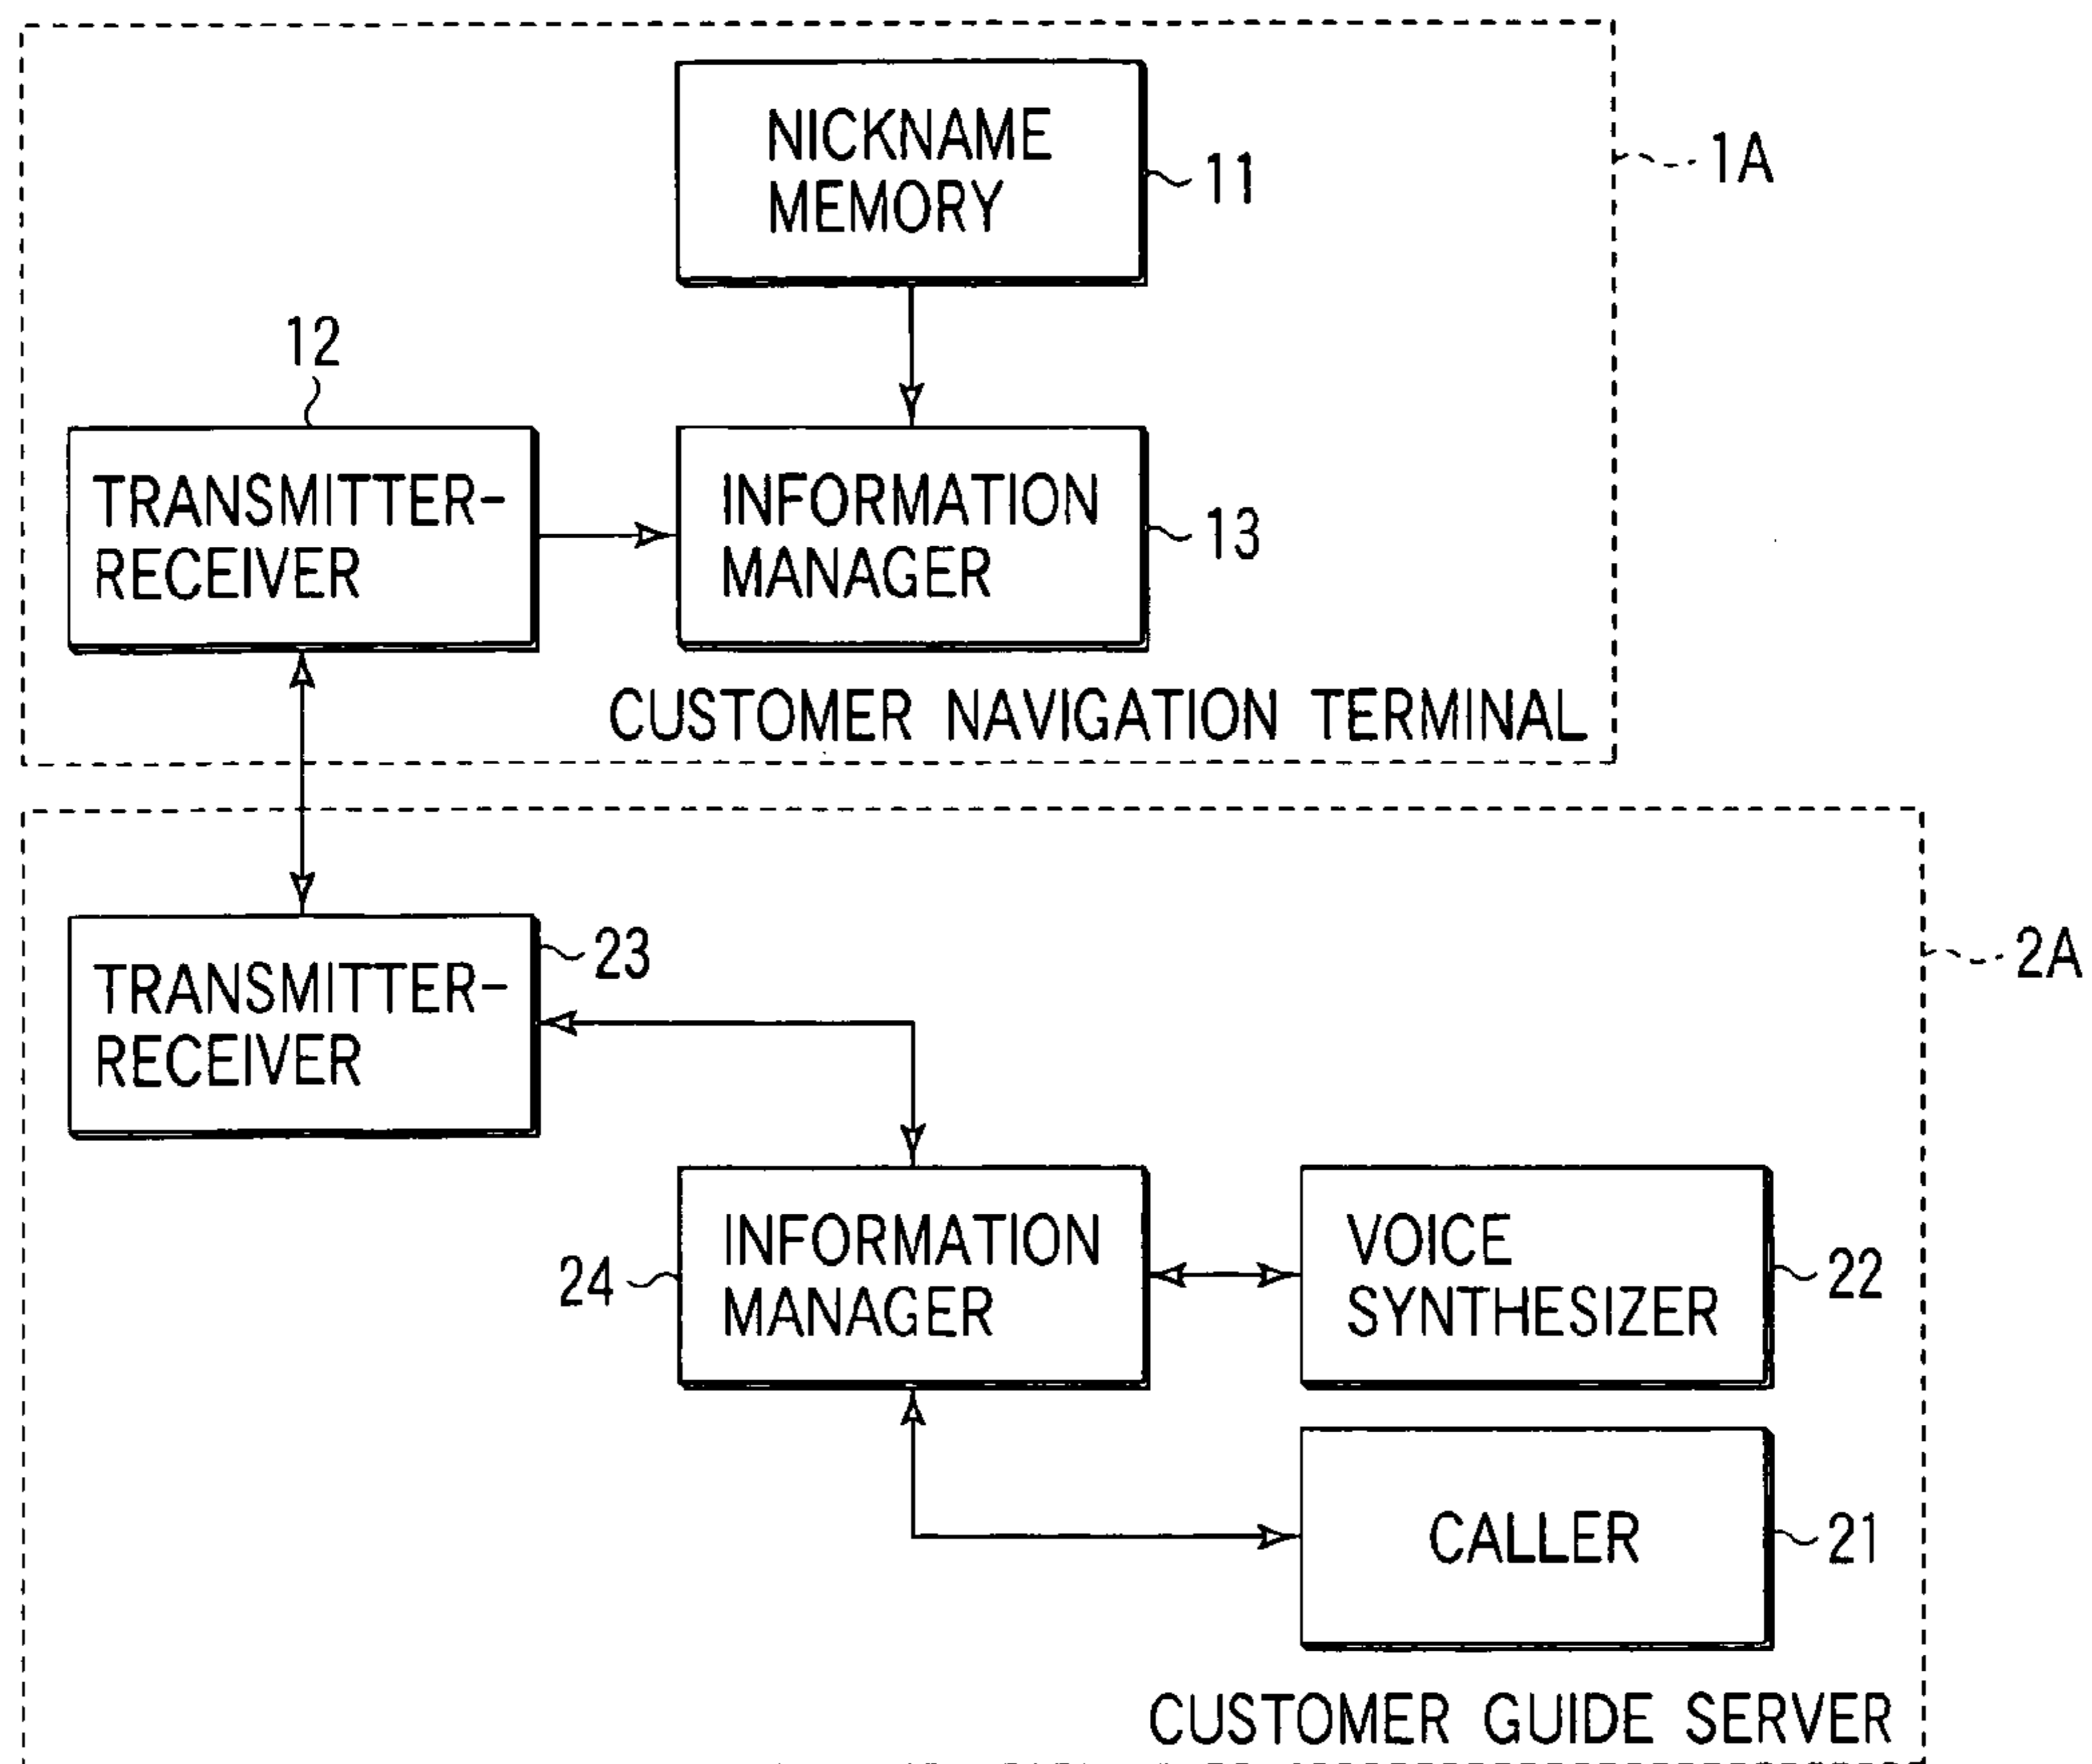 NICKNAME
MEMORY
11
1A
12
TRANSMITTER-
RECEIVER
INFORMATION
MANAGER
13
CUSTOMER NAVIGATION TERMINAL
TRANSMITTER-
RECEIVER
23
2A
24
INFORMATION
MANAGER
VOICE
SYNTHESIZER
22
CALLER
21
CUSTOMER GUIDE SERVER